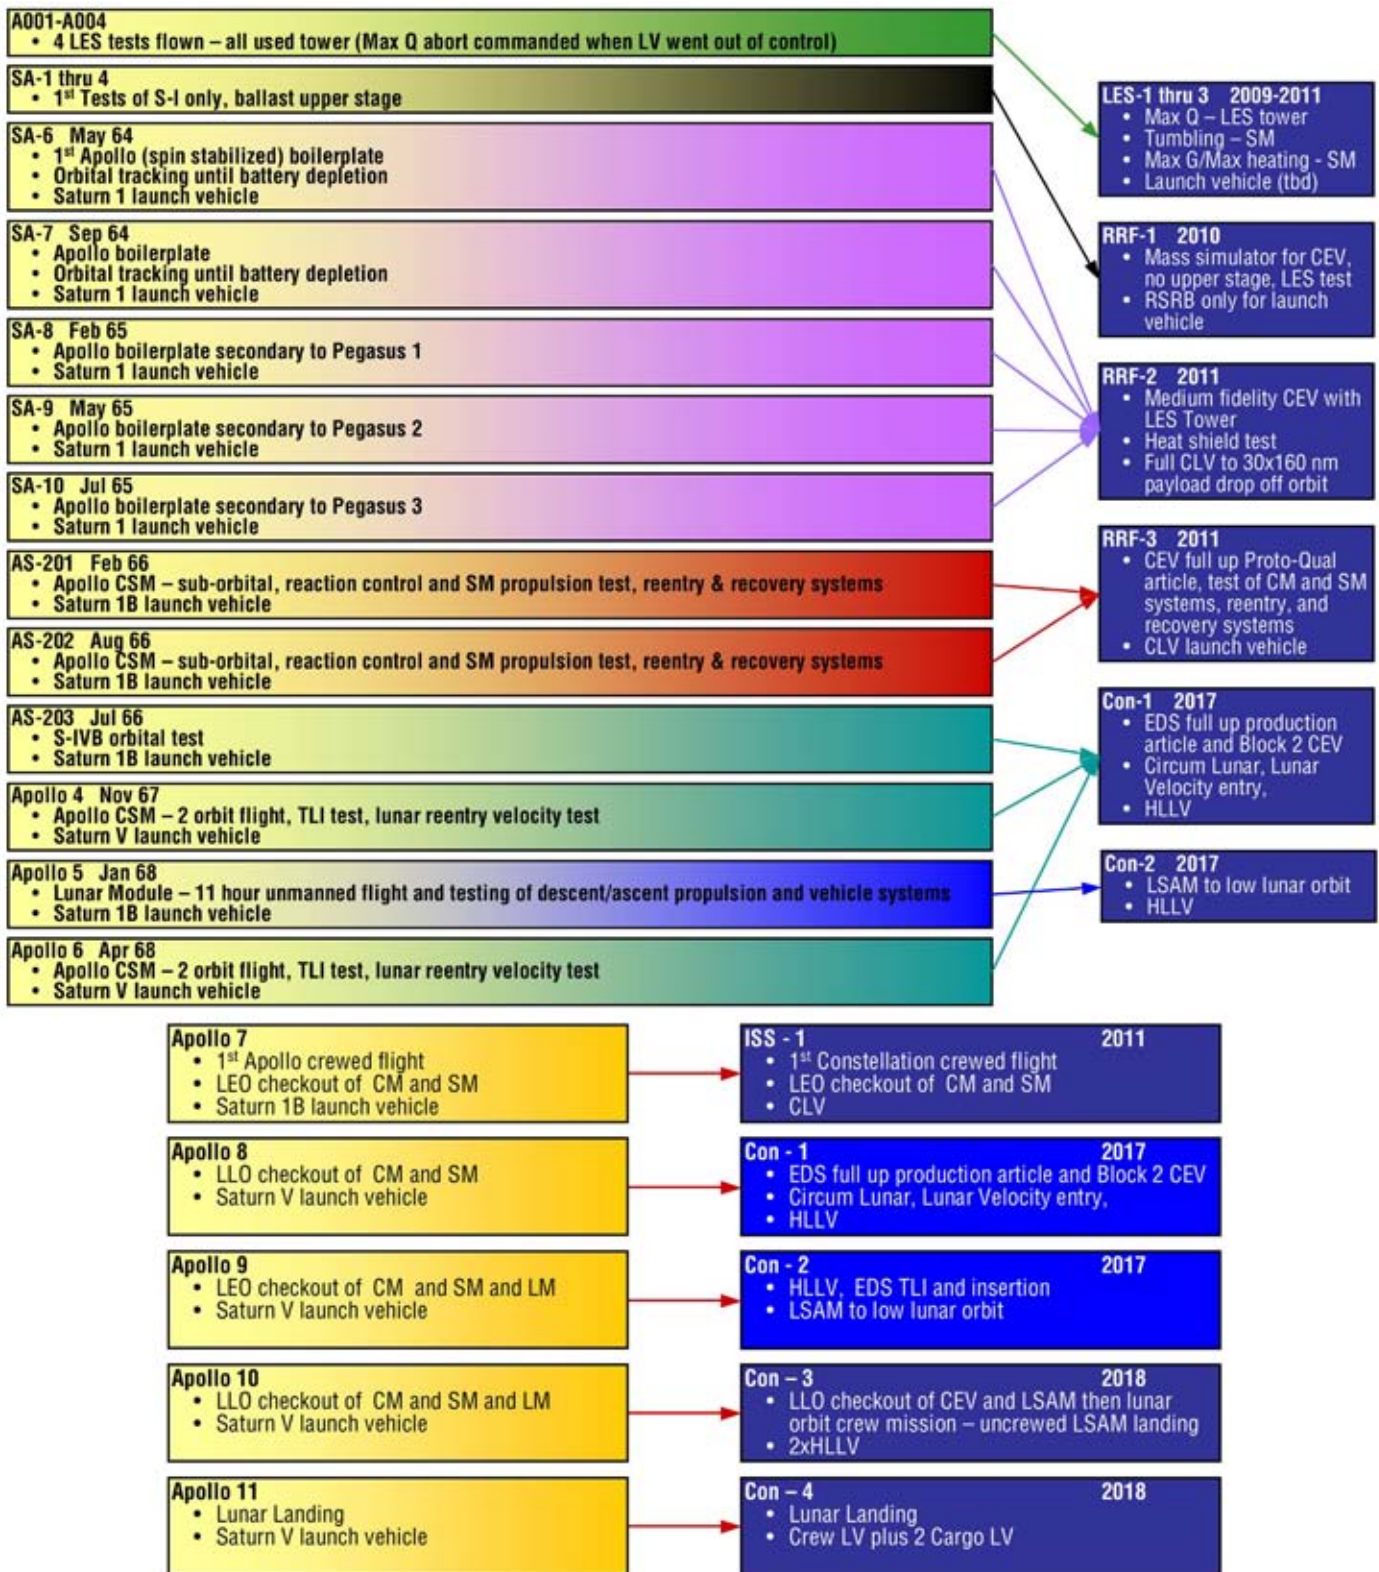 A001-A004
• 4 LES tests flown – all used tower (Max Q abort commanded when LV went out of control)
SA-1 thru 4
• 1st Tests of S-I only, ballast upper stage
SA-6 May 64
• 1st Apollo (spin stabilized) boilerplate
• Orbital tracking until battery depletion
• Saturn 1 launch vehicle
SA-7 Sep 64
• Apollo boilerplate
• Orbital tracking until battery depletion
• Saturn 1 launch vehicle
SA-8 Feb 65
• Apollo boilerplate secondary to Pegasus 1
• Saturn 1 launch vehicle
SA-9 May 65
• Apollo boilerplate secondary to Pegasus 2
• Saturn 1 launch vehicle
SA-10 Jul 65
• Apollo boilerplate secondary to Pegasus 3
• Saturn 1 launch vehicle
AS-201 Feb 66
• Apollo CSM – sub-orbital, reaction control and SM propulsion test, reentry & recovery systems
• Saturn 1B launch vehicle
AS-202 Aug 66
• Apollo CSM – sub-orbital, reaction control and SM propulsion test, reentry & recovery systems
• Saturn 1B launch vehicle
AS-203 Jul 66
• S-IVB orbital test
• Saturn 1B launch vehicle
Apollo 4 Nov 67
• Apollo CSM – 2 orbit flight, TLI test, lunar reentry velocity test
• Saturn V launch vehicle
Apollo 5 Jan 68
• Lunar Module – 11 hour unmanned flight and testing of descent/ascent propulsion and vehicle systems
• Saturn 1B launch vehicle
Apollo 6 Apr 68
• Apollo CSM – 2 orbit flight, TLI test, lunar reentry velocity test
• Saturn V launch vehicle
LES-1 thru 3 2009-2011
• Max Q – LES tower
• Tumbling – SM
• Max G/Max heating - SM
• Launch vehicle (tbd)
RRF-1 2010
• Mass simulator for CEV,
no upper stage, LES test
• RSRB only for launch
vehicle
RRF-2 2011
• Medium fidelity CEV with
LES Tower
• Heat shield test
• Full CLV to 30x160 nm
payload drop off orbit
RRF-3 2011
• CEV full up Proto-Qual
article, test of CM and SM
systems, reentry, and
recovery systems
• CLV launch vehicle
Con-1 2017
• EDS full up production
article and Block 2 CEV
• Circum Lunar, Lunar
Velocity entry,
• HLLV
Con-2 2017
• LSAM to low lunar orbit
• HLLV
Apollo 7
• 1st Apollo crewed flight
• LEO checkout of CM and SM
• Saturn 1B launch vehicle
ISS - 1 2011
• 1st Constellation crewed flight
• LEO checkout of CM and SM
• CLV
Apollo 8
• LLO checkout of CM and SM
• Saturn V launch vehicle
Con - 1 2017
• EDS full up production article and Block 2 CEV
• Circum Lunar, Lunar Velocity entry,
• HLLV
Apollo 9
• LEO checkout of CM and SM and LM
• Saturn V launch vehicle
Con - 2 2017
• HLLV, EDS TLI and insertion
• LSAM to low lunar orbit
Apollo 10
• LLO checkout of CM and SM and LM
• Saturn V launch vehicle
Con – 3 2018
• LLO checkout of CEV and LSAM then lunar
orbit crew mission – uncrewed LSAM landing
• 2xHLLV
Apollo 11
• Lunar Landing
• Saturn V launch vehicle
Con – 4 2018
• Lunar Landing
• Crew LV plus 2 Cargo LV